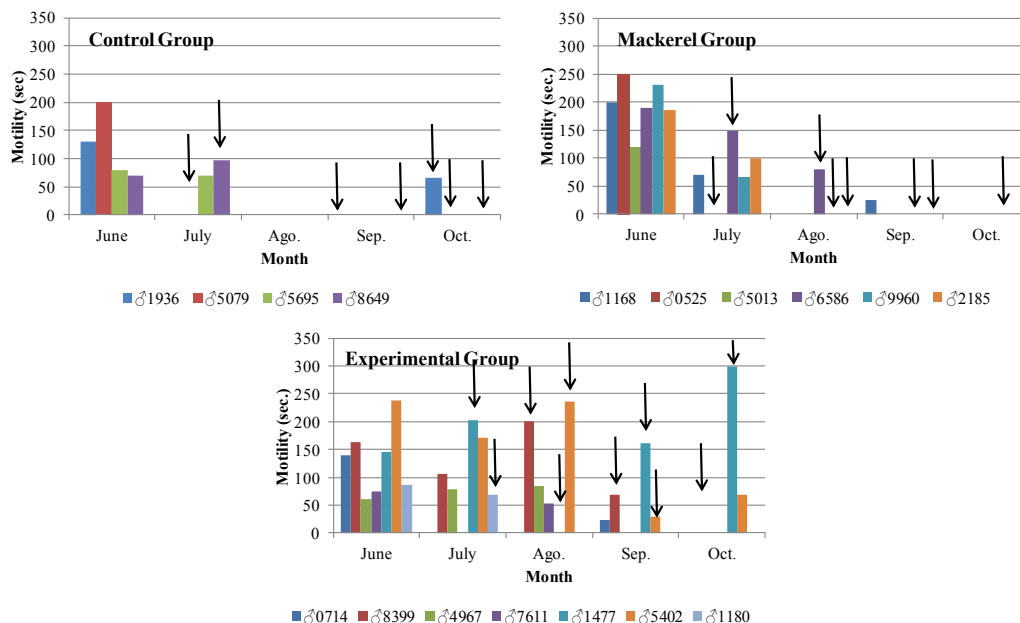 Control Group
Motility (sec)
350
300
250
200
150
100
50
0
June July Ago. Sep. Oct.
Month
♂1936 ♂5079 ♂5695 ♂8649
Mackerel Group
Motility (sec.)
350
300
250
200
150
100
50
0
June July Ago. Sep. Oct.
Month
♂1168 ♂0525 ♂5013 ♂6586 ♂9960 ♂2185
Experimental Group
Motility (sec.)
350
300
250
200
150
100
50
0
June July Ago. Sep. Oct.
Month
♂0714 ♂8399 ♂4967 ♂7611 ♂1477 ♂5402 ♂1180